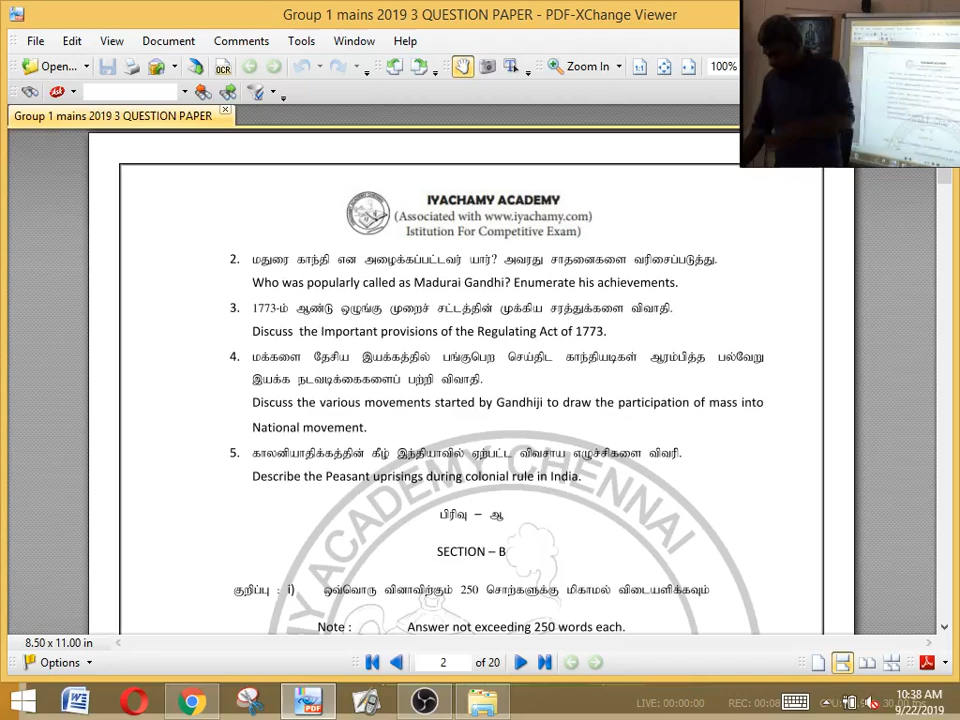 Group 1 mains 2019 3 QUESTION PAPER - PDF-XChange Viewer
File Edit View Document Comments Tools Window Help
Open... OCR Zoom In 1:1 100%
Ask
Group 1 mains 2019 3 QUESTION PAPER
IYACHAMY ACADEMY
(Associated with www.iyachamy.com)
Istitution For Competitive Exam)
2. மதுரை காந்தி என அழைக்கப்பட்டவர் யார்? அவரது சாதனைகளை வரிசைப்படுத்து.
Who was popularly called as Madurai Gandhi? Enumerate his achievements.
3. 1773-ம் ஆண்டு ஒழுங்கு முறைச் சட்டத்தின் முக்கிய சரத்துக்களை விவாதி.
Discuss the Important provisions of the Regulating Act of 1773.
4. மக்களை தேசிய இயக்கத்தில் பங்குபெற செய்திட காந்தியடிகள் ஆரம்பித்த பல்வேறு
இயக்க நடவடிக்கைகளைப் பற்றி விவாதி.
Discuss the various movements started by Gandhiji to draw the participation of mass into
National movement.
5. காலனியாதிக்கத்தின் கீழ் இந்தியாவில் ஏற்பட்ட விவசாய எழுச்சிகளை விவரி.
Describe the Peasant uprisings during colonial rule in India.
பிரிவு – ஆ
SECTION – B
குறிப்பு : i) ஒவ்வொரு வினாவிற்கும் 250 சொற்களுக்கு மிகாமல் விடையளிக்கவும்
Note : Answer not exceeding 250 words each.
YACHAMY ACADEMY CHENNAI
8.50 x 11.00 in
Options 2 of 20
LIVE: 00:00:00
10:38 AM
9/22/2019